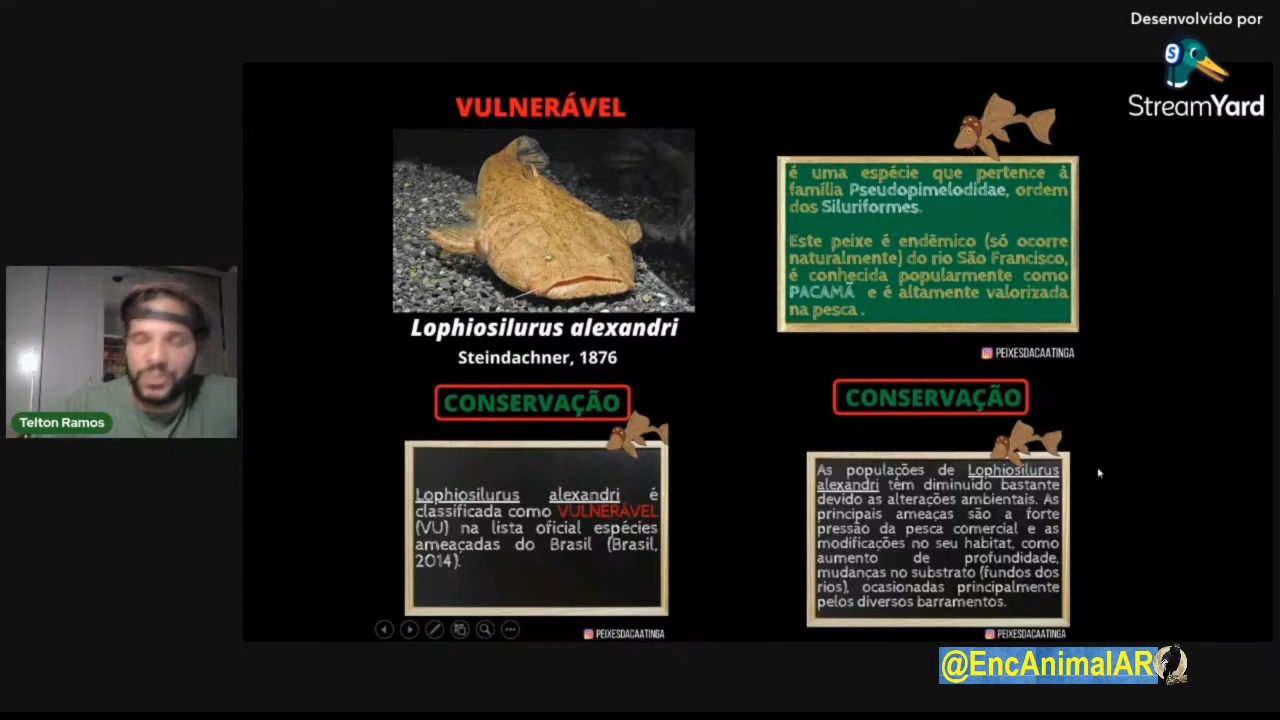 Desenvolvido por
StreamYard
VULNERÁVEL
Lophiosilurus alexandri
Steindachner, 1876
é uma espécie que pertence à
família Pseudopimelodidae, ordem
dos Siluriformes.
Este peixe é endêmico (só ocorre
naturalmente) do rio São Francisco,
é conhecida popularmente como
PACAMÃ e é altamente valorizada
na pesca .
PEIXESDACAATINGA
CONSERVAÇÃO
Lophiosilurus alexandri é
classificada como VULNERÁVEL
(VU) na lista oficial espécies
ameaçadas do Brasil (Brasil,
2014).
PEIXESDACAATINGA
CONSERVAÇÃO
As populações de Lophiosilurus
alexandri têm diminuído bastante
devido as alterações ambientais. As
principais ameaças são a forte
pressão da pesca comercial e as
modificações no seu habitat, como
aumento de profundidade,
mudanças no substrato (fundos dos
rios), ocasionadas principalmente
pelos diversos barramentos.
PEIXESDACAATINGA
Telton Ramos
@EncAnimalAR